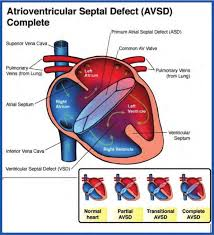 Atrioventricular Septal Defect (AVSD)
Complete
Primum Atrial Septal Defect (ASD)
Superior Vena Cava
Common Air Valve
Pulmonary
Veins (from Lung)
Pulmonary
Veins
(from Lung)
Left
Atrium
Atrial Septum
Right
Atrium
Left
Ventricle
Right Ventricle
Ventricular
Septum
Inferior Vena Cava
Ventricular Septal Defect (VSD)
Normal
heart
Partial
AVSD
Transitional
AVSD
Complete
AVSD